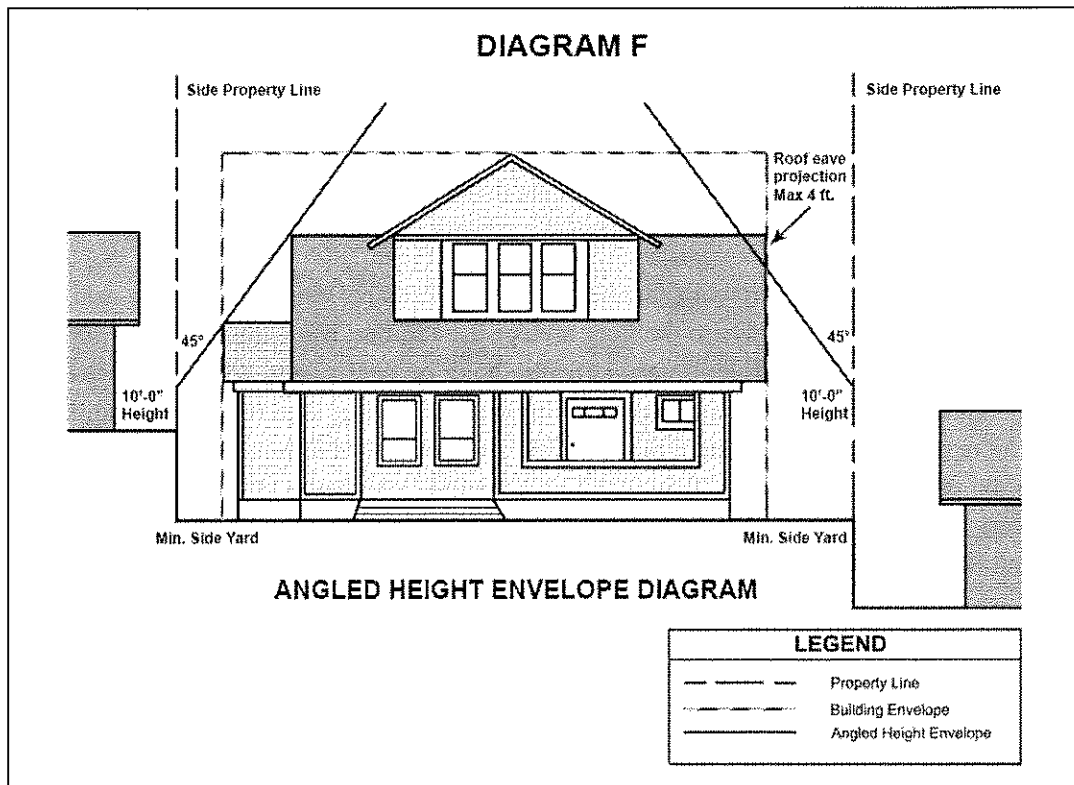 DIAGRAM F
Side Property Line
Side Property Line
Roof eave
projection
Max 4 ft.
45°
45°
10'-0"
Height
10'-0"
Height
Min. Side Yard
Min. Side Yard
ANGLED HEIGHT ENVELOPE DIAGRAM
LEGEND
Property Line
Building Envelope
Angled Height Envelope